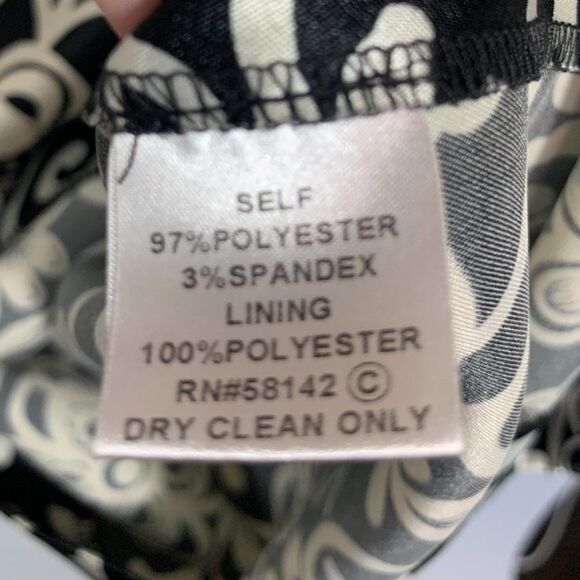 SELF
97%POLYESTER
3%SPANDEX
LINING
100%POLYESTER
RN#58142 Ⓒ
DRY CLEAN ONLY